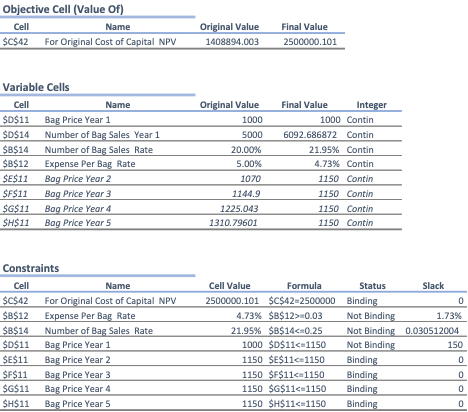 Objective Cell (Value Of)
Cell Name Original Value Final Value
$C$42 For Original Cost of Capital NPV 1408894.003 2500000.101
Variable Cells
Cell Name Original Value Final Value Integer
$D$11 Bag Price Year 1 1000 1000 Contin
$D$14 Number of Bag Sales Year 1 5000 6092.686872 Contin
$B$14 Number of Bag Sales Rate 20.00% 21.95% Contin
$B$12 Expense Per Bag Rate 5.00% 4.73% Contin
$E$11 Bag Price Year 2 1070 1150 Contin
$F$11 Bag Price Year 3 1144.9 1150 Contin
$G$11 Bag Price Year 4 1225.043 1150 Contin
$H$11 Bag Price Year 5 1310.79601 1150 Contin
Constraints
Cell Name Cell Value Formula Status Slack
$C$42 For Original Cost of Capital NPV 2500000.101 $C$42=2500000 Binding 0
$B$12 Expense Per Bag Rate 4.73% $B$12>=0.03 Not Binding 1.73%
$B$14 Number of Bag Sales Rate 21.95% $B$14<=0.25 Not Binding 0.030512004
$D$11 Bag Price Year 1 1000 $D$11<=1150 Not Binding 150
$E$11 Bag Price Year 2 1150 $E$11<=1150 Binding 0
$F$11 Bag Price Year 3 1150 $F$11<=1150 Binding 0
$G$11 Bag Price Year 4 1150 $G$11<=1150 Binding 0
$H$11 Bag Price Year 5 1150 $H$11<=1150 Binding 0